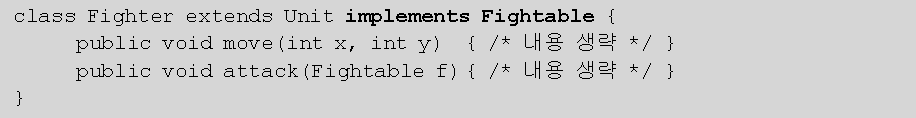 class Fighter extends Unit implements Fightable {
     public void move(int x, int y)  { /* 내용 생략 */ }
     public void attack(Fightable f){ /* 내용 생략 */ }
}